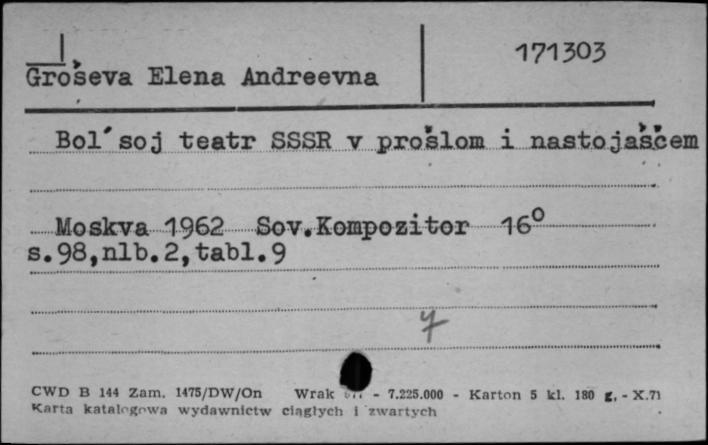 171303
Groševa Elena Andreevna
Bol'soj teatr SSSR v prošlom i nastojaščem
Moskva 1962 Sov.Kompozitor 16°
s.98,nlb.2,tabl.9
7
CWD B 144 Zam. 1475/DW/On Wrak - 7.225.000 - Karton 5 kl. 180 g. - X.71
Karta katalogowa wydawnictw ciągłych i zwartych